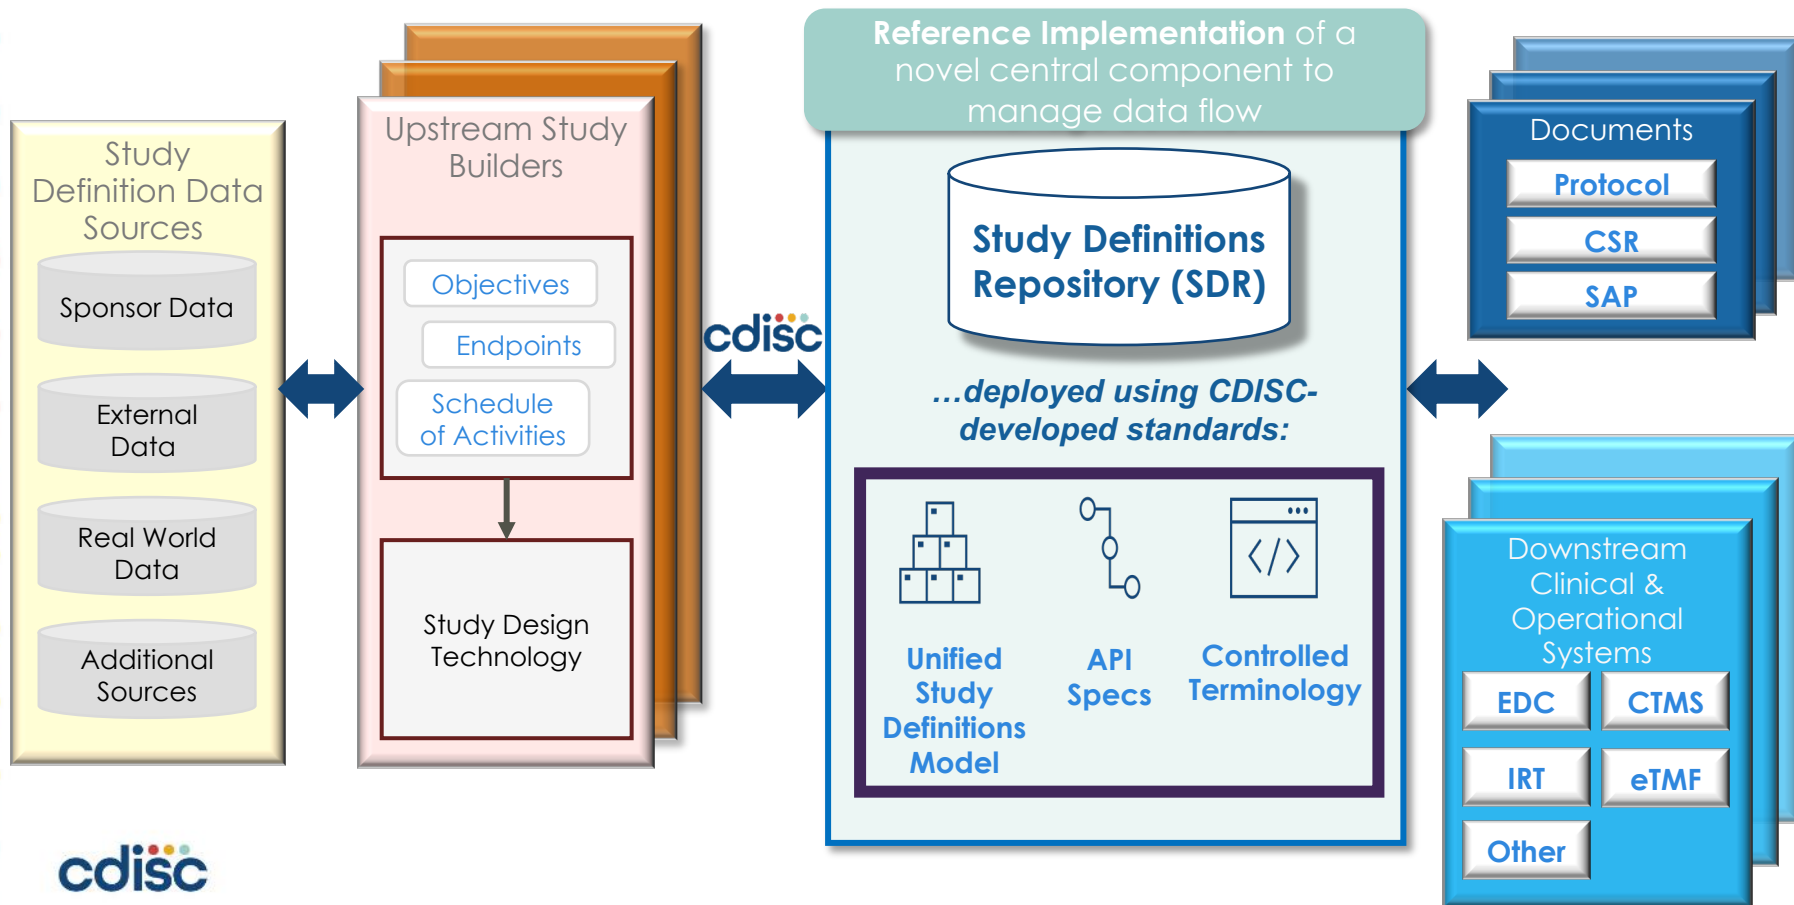 Study
Definition Data
Sources
Sponsor Data
External
Data
Real World
Data
Additional
Sources
cdisc
Upstream Study
Builders
Objectives
Endpoints
Schedule
of Activities
Study Design
Technology
cdisc
Reference Implementation of a
novel central component to
manage data flow
Study Definitions
Repository (SDR)
...deployed using CDISC-
developed standards:
Unified
Study
Definitions
Model
API
Specs
Controlled
Terminology
Documents
Protocol
CSR
SAP
Downstream
Clinical &
Operational
Systems
EDC
CTMS
IRT
eTMF
Other